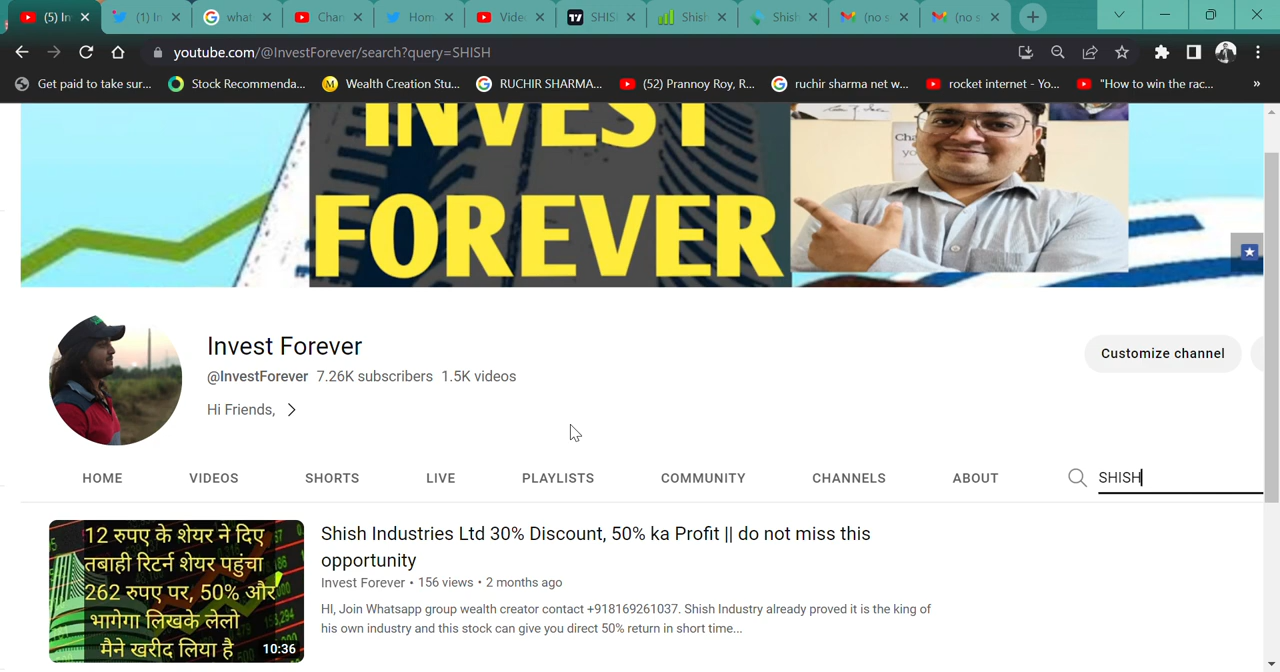 (5) In
(1) In
what
Chan
Hom
Vide
SHIS
Shish
Shish
(no s
(no s
youtube.com/@InvestForever/search?query=SHISH
Get paid to take sur...
Stock Recommenda...
Wealth Creation Stu...
RUCHIR SHARMA...
(52) Prannoy Roy, R...
ruchir sharma net w...
rocket internet - Yo...
"How to win the rac...
»
INVEST
FOREVER
Invest Forever
@InvestForever 7.26K subscribers 1.5K videos
Customize channel
Hi Friends,
HOME
VIDEOS
SHORTS
LIVE
PLAYLISTS
COMMUNITY
CHANNELS
ABOUT
SHISH
12 रुपए के शेयर ने दिए
तबाही रिटर्न शेयर पहुंचा
262 रुपए पर, 50% और
भागेगा लिखके लेलो
मैने खरीद लिया है
10:36
Shish Industries Ltd 30% Discount, 50% ka Profit || do not miss this
opportunity
Invest Forever • 156 views • 2 months ago
HI, Join Whatsapp group wealth creator contact +918169261037. Shish Industry already proved it is the king of
his own industry and this stock can give you direct 50% return in short time...